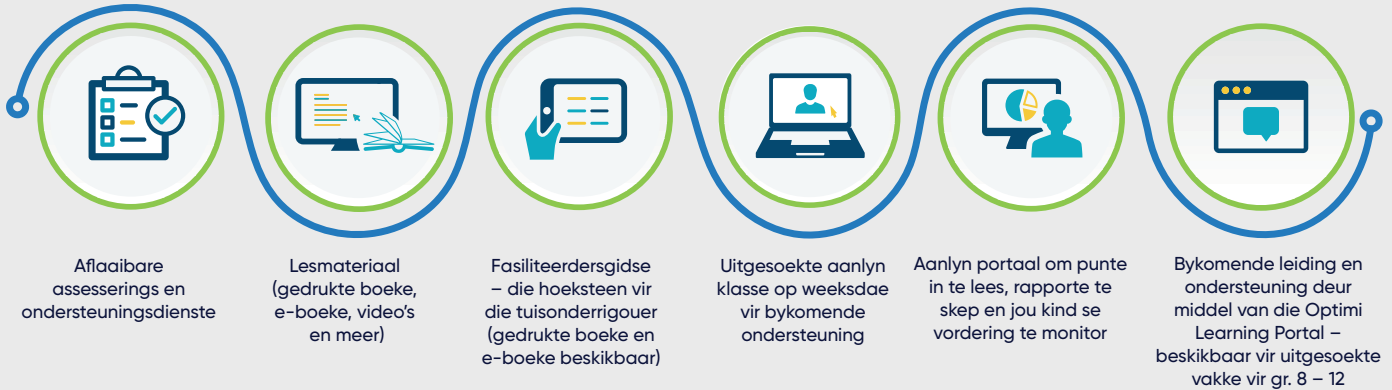 Aflaaibare
assesserings en
ondersteuningsdienste
Lesmateriaal
(gedrukte boeke,
e-boeke, video's
en meer)
Fasiliteerdersgidse
– die hoeksteen vir
die tuisonderrigouer
(gedrukte boeke en
e-boeke beskikbaar)
Uitgesoekte aanlyn
klasse op weeksdae
vir bykomende
ondersteuning
Aanlyn portaal om punte
in te lees, rapporte te
skep en jou kind se
vordering te monitor
Bykomende leiding en
ondersteuning deur
middel van die Optimi
Learning Portal –
beskikbaar vir uitgesoekte
vakke vir gr. 8 – 12